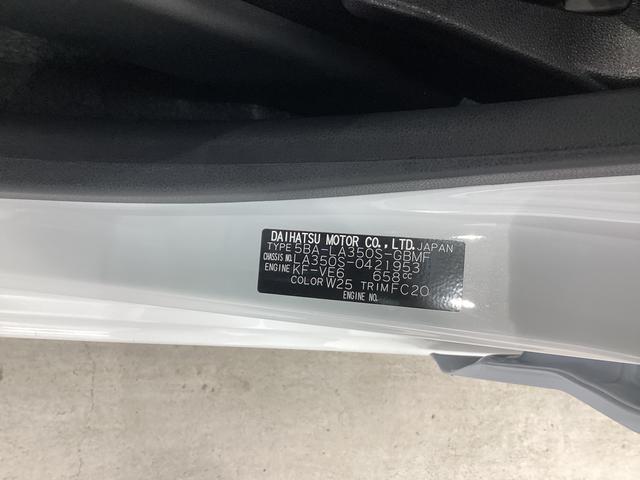 DAIHATSU MOTOR CO., LTD. JAPAN
TYPE 5BA-LA350S-GBMF
CHASSIS NO. LA350S-0421953
ENGINE KF-VE6 658cc
COLOR W25 TRIM FC20
ENGINE NO.